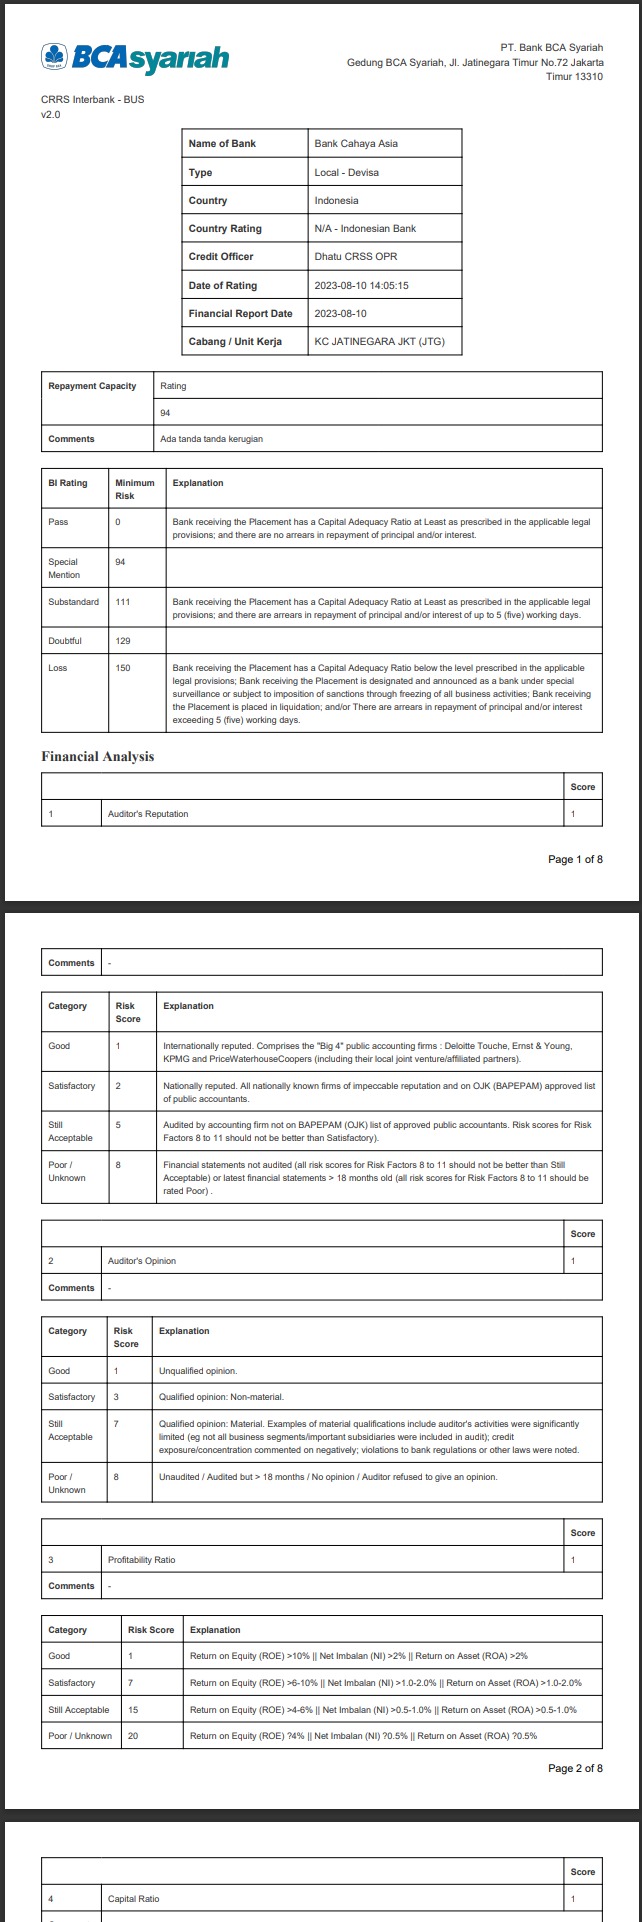 BCA syariah
PT. Bank BCA Syariah
Gedung BCA Syariah, Jl. Jatinegara Timur No.72 Jakarta
Timur 13310
CRRS Interbank - BUS
v2.0
Name of Bank Bank Cahaya Asia
Type Local - Devisa
Country Indonesia
Country Rating N/A - Indonesian Bank
Credit Officer Dhatu CRSS OPR
Date of Rating 2023-08-10 14:05:15
Financial Report Date 2023-08-10
Cabang / Unit Kerja KC JATINEGARA JKT (JTG)
Repayment Capacity Rating
94
Comments Ada tanda tanda kerugian
BI Rating Minimum Risk Explanation
Pass 0 Bank receiving the Placement has a Capital Adequacy Ratio at Least as prescribed in the applicable legal
provisions; and there are no arrears in repayment of principal and/or interest.
Special Mention 94
Substandard 111 Bank receiving the Placement has a Capital Adequacy Ratio at Least as prescribed in the applicable legal
provisions; and there are arrears in repayment of principal and/or interest of up to 5 (five) working days.
Doubtful 129
Loss 150 Bank receiving the Placement has a Capital Adequacy Ratio below the level prescribed in the applicable
legal provisions; Bank receiving the Placement is designated and announced as a bank under special
surveillance or subject to imposition of sanctions through freezing of all business activities; Bank receiving
the Placement is placed in liquidation; and/or There are arrears in repayment of principal and/or interest
exceeding 5 (five) working days.
Financial Analysis
Score
1 Auditor's Reputation 1
Page 1 of 8
Comments -
Category Risk Score Explanation
Good 1 Internationally reputed. Comprises the "Big 4" public accounting firms : Deloitte Touche, Ernst & Young,
KPMG and PriceWaterhouseCoopers (including their local joint venture/affiliated partners).
Satisfactory 2 Nationally reputed. All nationally known firms of impeccable reputation and on OJK (BAPEPAM) approved list
of public accountants.
Still Acceptable 5 Audited by accounting firm not on BAPEPAM (OJK) list of approved public accountants. Risk scores for Risk
Factors 8 to 11 should not be better than Satisfactory).
Poor / Unknown 8 Financial statements not audited (all risk scores for Risk Factors 8 to 11 should not be better than Still
Acceptable) or latest financial statements > 18 months old (all risk scores for Risk Factors 8 to 11 should be
rated Poor) .
Score
2 Auditor's Opinion 1
Comments -
Category Risk Score Explanation
Good 1 Unqualified opinion.
Satisfactory 3 Qualified opinion: Non-material.
Still Acceptable 7 Qualified opinion: Material. Examples of material qualifications include auditor's activities were significantly
limited (eg not all business segments/important subsidiaries were included in audit); credit
exposure/concentration commented on negatively; violations to bank regulations or other laws were noted.
Poor / Unknown 8 Unaudited / Audited but > 18 months / No opinion / Auditor refused to give an opinion.
Score
3 Profitability Ratio 1
Comments -
Category Risk Score Explanation
Good 1 Return on Equity (ROE) >10% || Net Imbalan (NI) >2% || Return on Asset (ROA) >2%
Satisfactory 7 Return on Equity (ROE) >6-10% || Net Imbalan (NI) >1.0-2.0% || Return on Asset (ROA) >1.0-2.0%
Still Acceptable 15 Return on Equity (ROE) >4-6% || Net Imbalan (NI) >0.5-1.0% || Return on Asset (ROA) >0.5-1.0%
Poor / Unknown 20 Return on Equity (ROE) ?4% || Net Imbalan (NI) ?0.5% || Return on Asset (ROA) ?0.5%
Page 2 of 8
Score
4 Capital Ratio 1